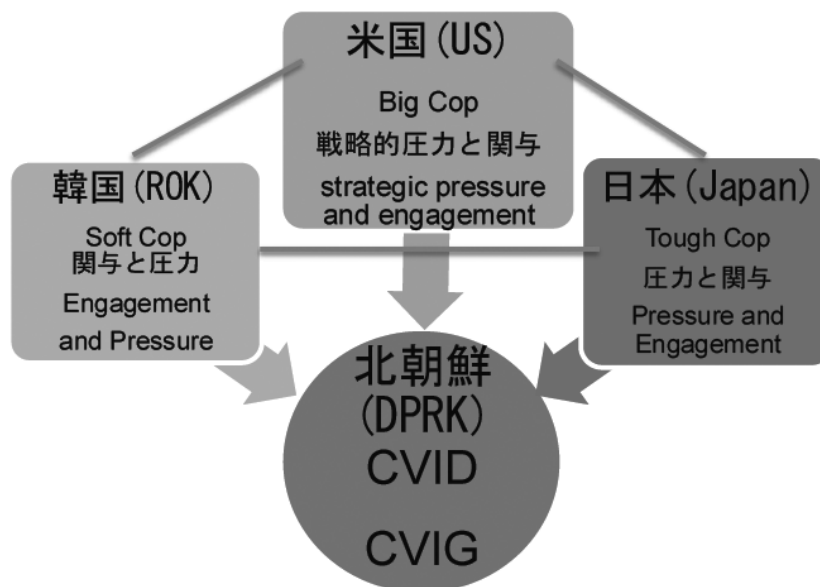 米国(US)
Big Cop
戦略的圧力と関与
strategic pressure
and engagement
韓国(ROK)
Soft Cop
関与と圧力
Engagement
and Pressure
日本(Japan)
Tough Cop
圧力と関与
Pressure and
Engagement
北朝鮮
(DPRK)
CVID
CVIG